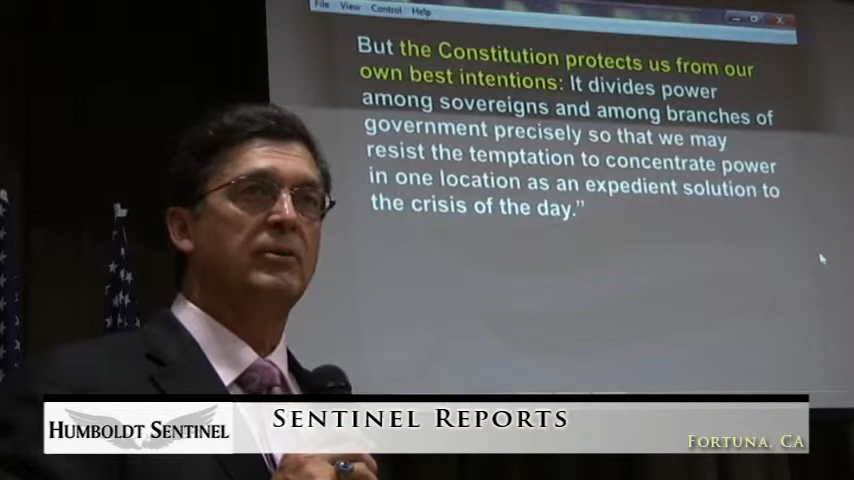 File View Control Help
But the Constitution protects us from our
own best intentions: It divides power
among sovereigns and among branches of
government precisely so that we may
resist the temptation to concentrate power
in one location as an expedient solution to
the crisis of the day.”
HUMBOLDT SENTINEL
SENTINEL REPORTS
FORTUNA, CA